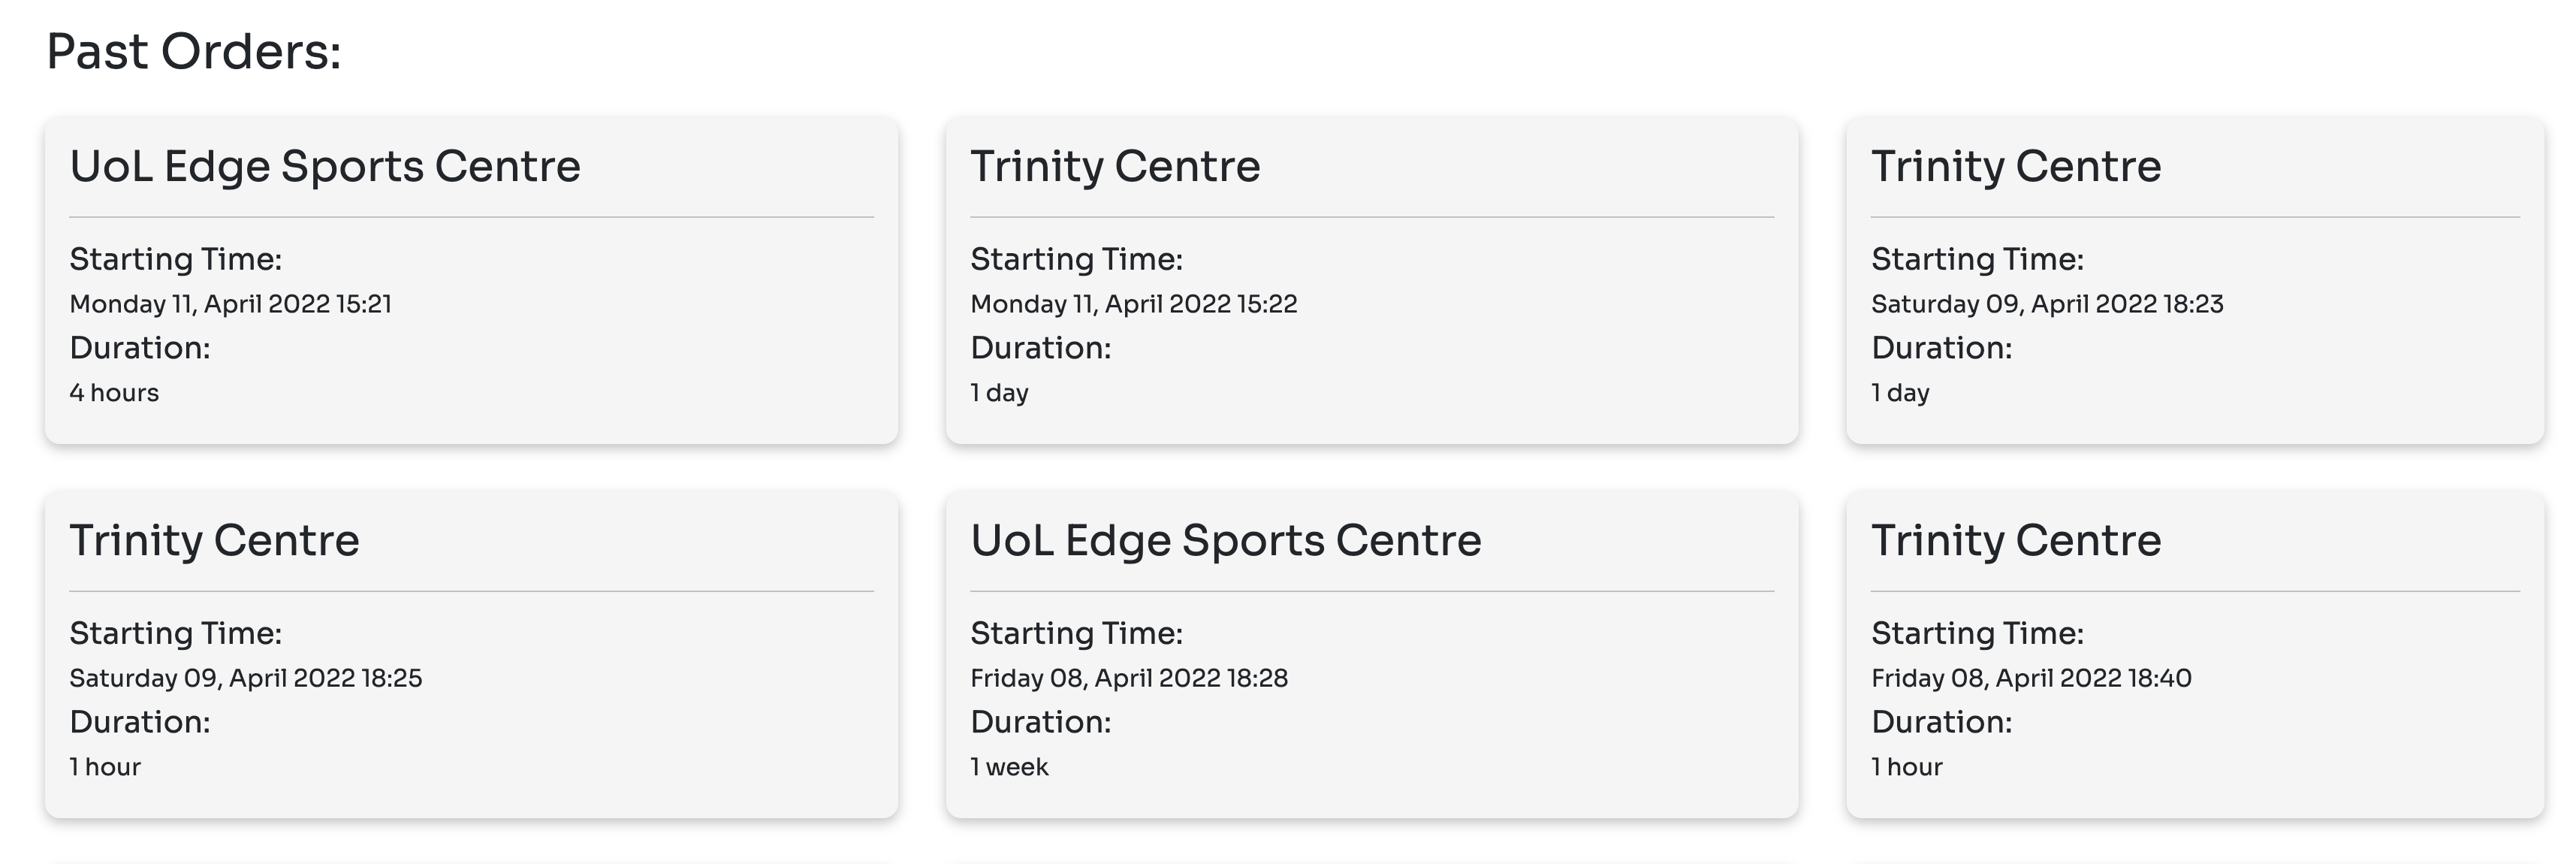 Past Orders:
UoL Edge Sports Centre
Starting Time:
Monday 11, April 2022 15:21
Duration:
4 hours
Trinity Centre
Starting Time:
Monday 11, April 2022 15:22
Duration:
1 day
Trinity Centre
Starting Time:
Saturday 09, April 2022 18:23
Duration:
1 day
Trinity Centre
Starting Time:
Saturday 09, April 2022 18:25
Duration:
1 hour
UoL Edge Sports Centre
Starting Time:
Friday 08, April 2022 18:28
Duration:
1 week
Trinity Centre
Starting Time:
Friday 08, April 2022 18:40
Duration:
1 hour